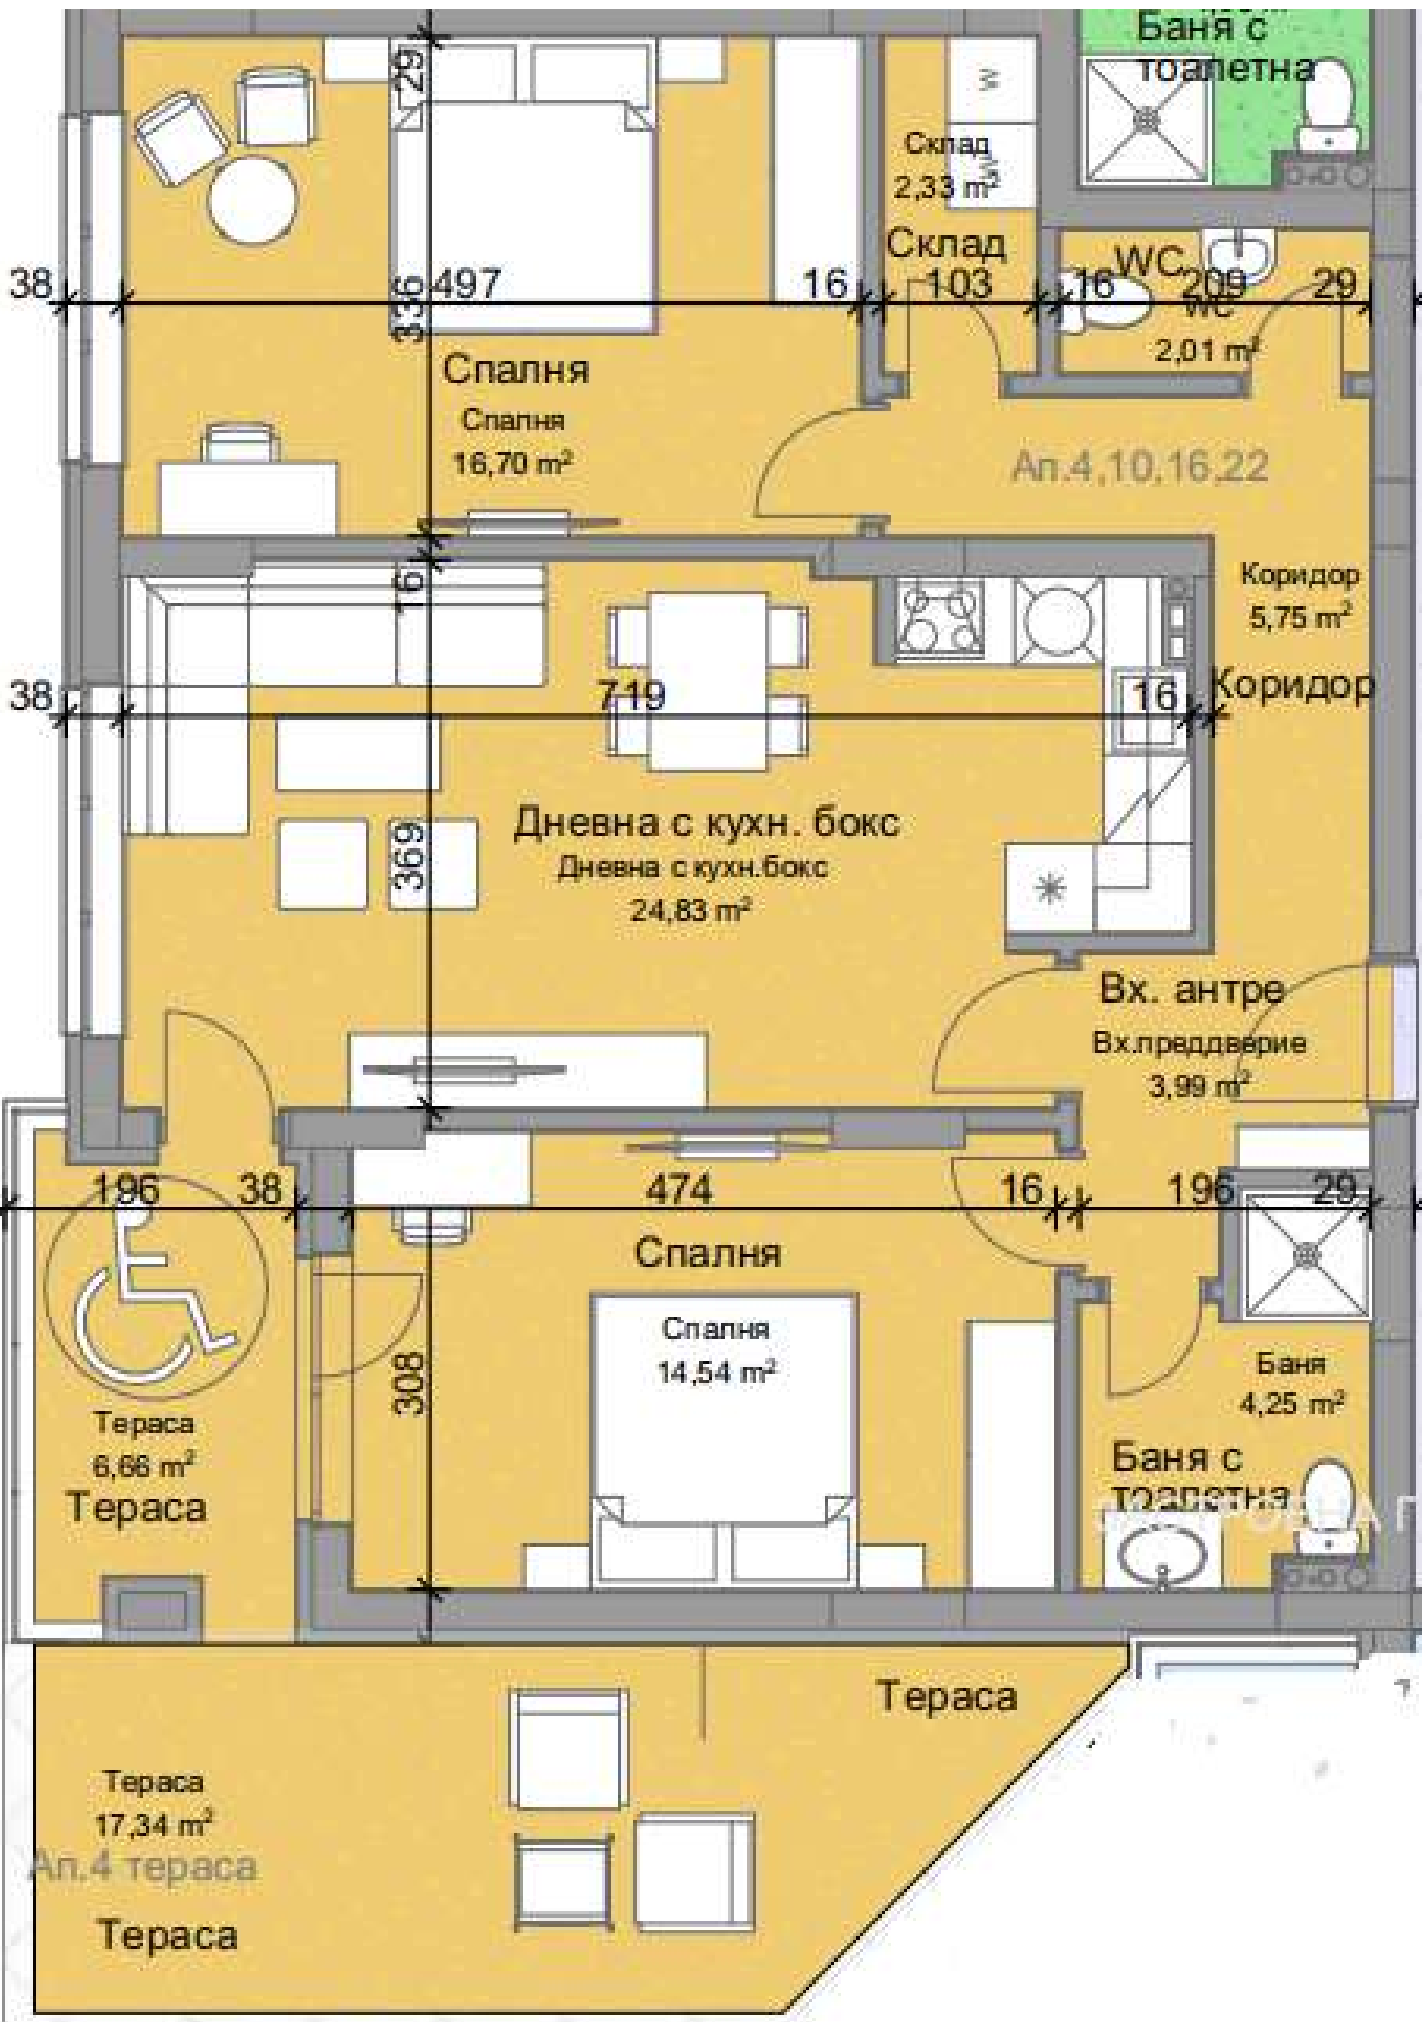 Баня с
тоалетна
29
Склад
2,33 m²
Склад
W
W
WC
WC
2,01 m²
38
497
336
16
103
16
209
29
Спалня
Спалня
16,70 m²
Ап.4,10,16,22
16
Коридор
5,75 m²
Коридор
38
719
16
Дневна с кухн. бокс
Дневна с кухн.бокс
24,83 m²
369
Вх. антре
Вх.преддверие
3,99 m²
196
38
474
16
196
29
Спалня
Спалня
14,54 m²
308
Баня
4,25 m²
Баня с
тоалетна
Тераса
6,66 m²
Тераса
Тераса
Тераса
17,34 m²
Ап.4 тераса
Тераса